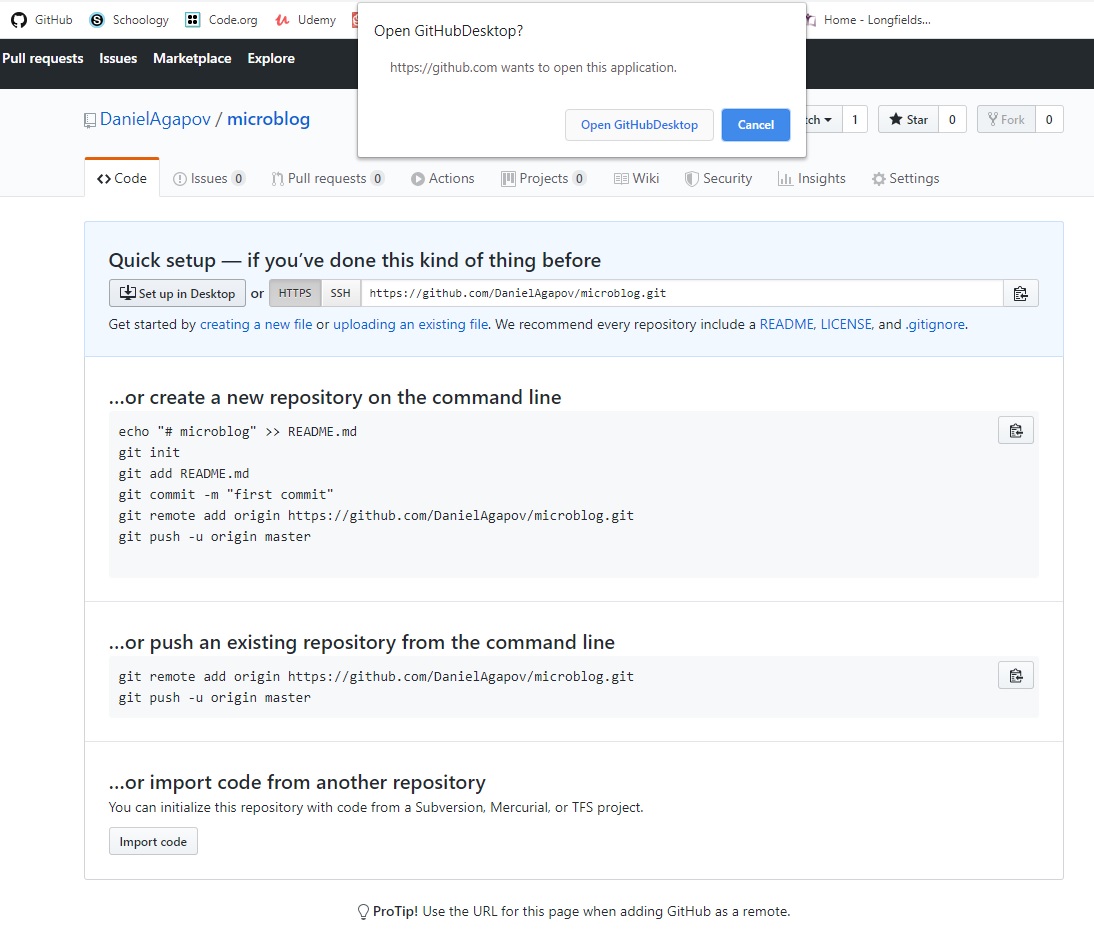 GitHub Schoology Code.org Udemy Home - Longfields...
Open GitHubDesktop?
https://github.com wants to open this application.
Open GitHubDesktop Cancel
Pull requests Issues Marketplace Explore
DanielAgapov / microblog
tch 1 Star 0 Fork 0
Code Issues 0 Pull requests 0 Actions Projects 0 Wiki Security Insights Settings
Quick setup — if you’ve done this kind of thing before
Set up in Desktop or HTTPS SSH https://github.com/DanielAgapov/microblog.git
Get started by creating a new file or uploading an existing file. We recommend every repository include a README, LICENSE, and .gitignore.
…or create a new repository on the command line
echo "# microblog" >> README.md
git init
git add README.md
git commit -m "first commit"
git remote add origin https://github.com/DanielAgapov/microblog.git
git push -u origin master
…or push an existing repository from the command line
git remote add origin https://github.com/DanielAgapov/microblog.git
git push -u origin master
…or import code from another repository
You can initialize this repository with code from a Subversion, Mercurial, or TFS project.
Import code
ProTip! Use the URL for this page when adding GitHub as a remote.